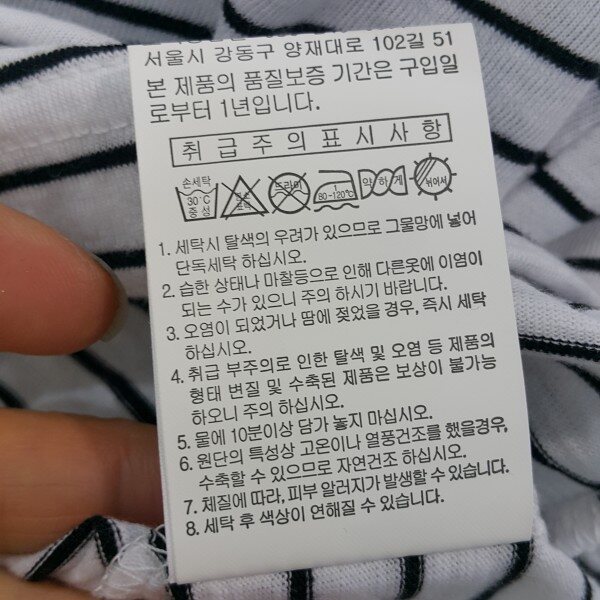 서울시 강동구 양재대로 102길 51
본 제품의 품질보증 기간은 구입일
로부터 1년입니다.
취급주의표시사항
손세탁 30℃ 중성 드라이 1 80-120℃ 약하게 뉘어서
1. 세탁시 탈색의 우려가 있으므로 그물망에 넣어
단독세탁 하십시오.
2. 습한 상태나 마찰등으로 인해 다른옷에 이염이
되는 수가 있으니 주의 하시기 바랍니다.
3. 오염이 되었거나 땀에 젖었을 경우, 즉시 세탁
하십시오.
4. 취급 부주의로 인한 탈색 및 오염 등 제품의
형태 변질 및 수축된 제품은 보상이 불가능
하오니 주의 하십시오.
5. 물에 10분이상 담가 놓지 마십시오.
6. 원단의 특성상 고온이나 열풍건조를 했을경우,
수축할 수 있으므로 자연건조 하십시오.
7. 체질에 따라, 피부 알러지가 발생할 수 있습니다.
8. 세탁 후 색상이 연해질 수 있습니다.